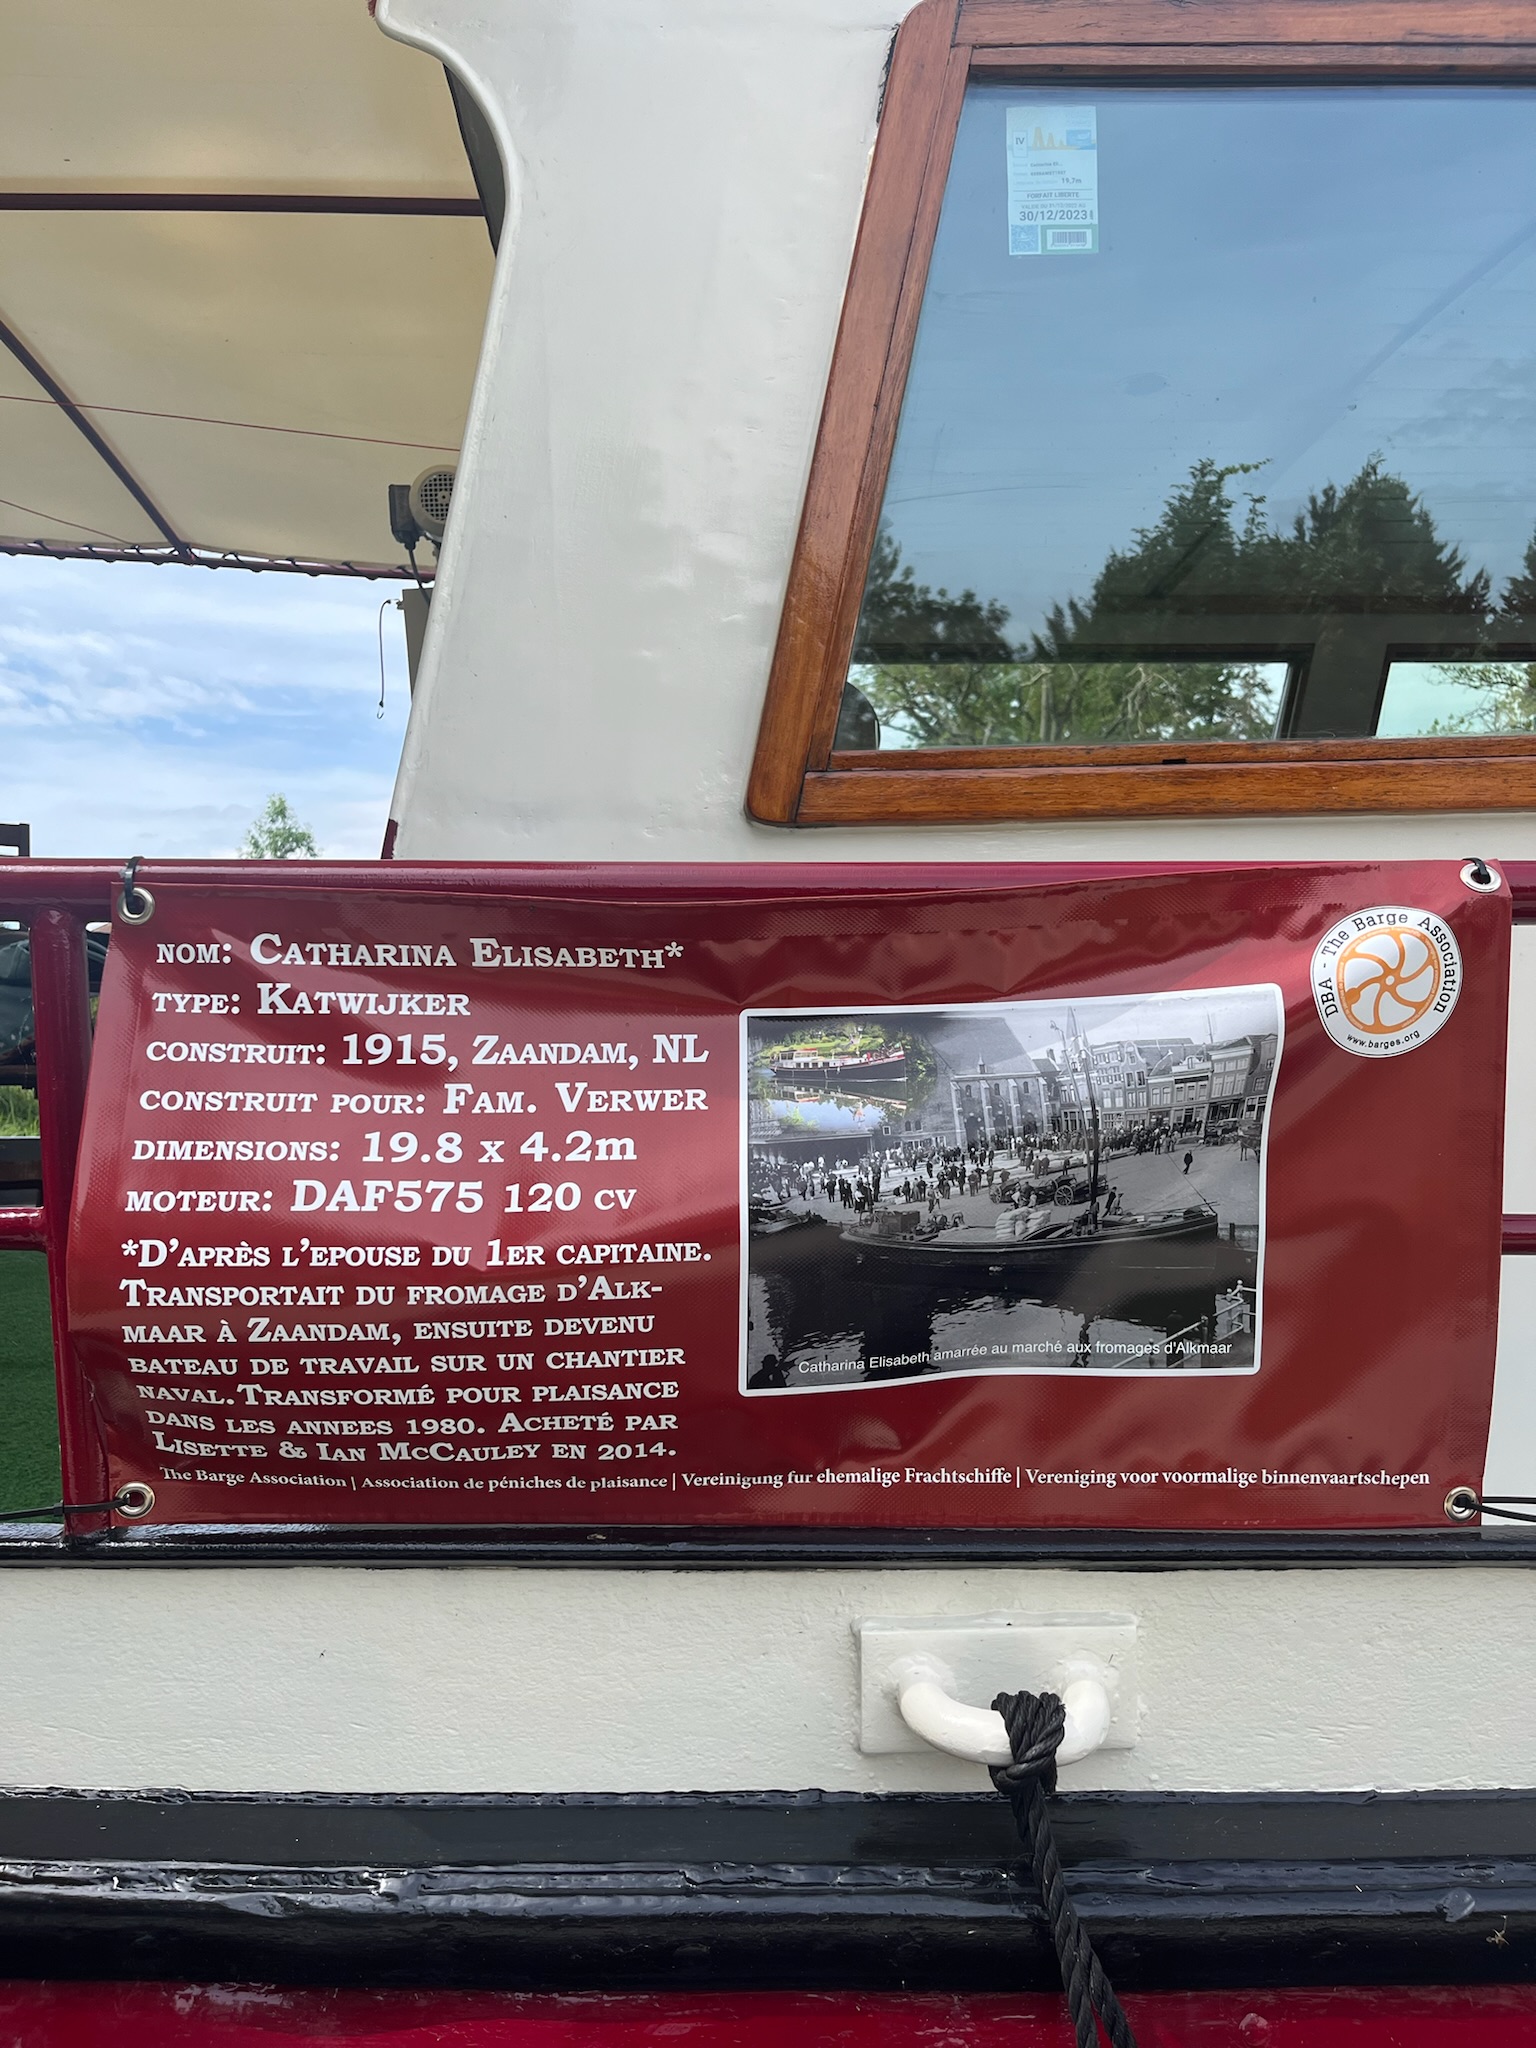 IV
19,7m
FORFAIT LIBERTE
30/12/2023
NOM: CATHARINA ELISABETH*
TYPE: KATWIJKER
CONSTRUIT: 1915, ZAANDAM, NL
CONSTRUIT POUR: FAM. VERWER
DIMENSIONS: 19.8 X 4.2M
MOTEUR: DAF575 120 CV
*D'APRÈS L'EPOUSE DU 1ER CAPITAINE.
TRANSPORTAIT DU FROMAGE D'ALK-
MAAR À ZAANDAM, ENSUITE DEVENU
BATEAU DE TRAVAIL SUR UN CHANTIER
NAVAL.TRANSFORMÉ POUR PLAISANCE
DANS LES ANNEES 1980. ACHETÉ PAR
LISETTE & IAN MCCAULEY EN 2014.
DBA - The Barge Association
www.barges.org
Catharina Elisabeth amarrée au marché aux fromages d'Alkmaar
The Barge Association | Association de péniches de plaisance | Vereinigung fur ehemalige Frachtschiffe | Vereniging voor voormalige binnenvaartschepen